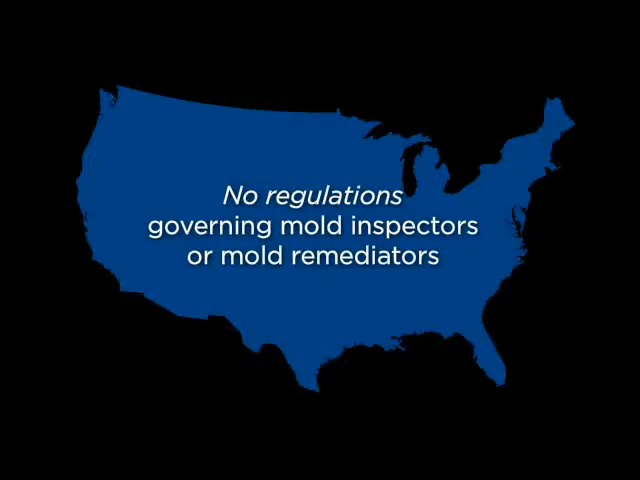 No regulations
governing mold inspectors
or mold remediators